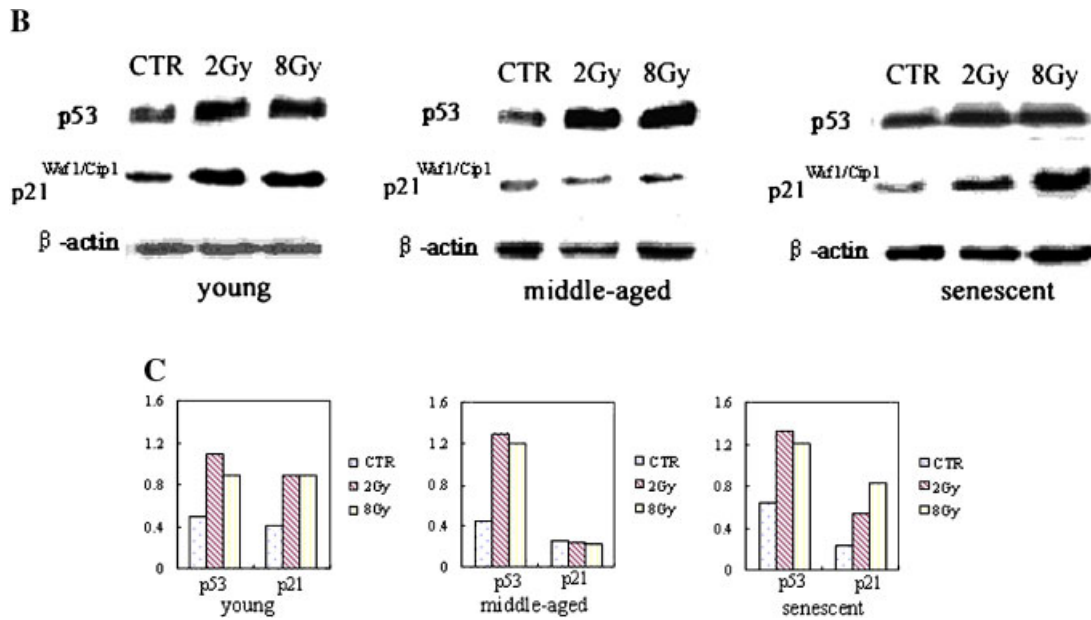 B
CTR 2Gy 8Gy
p53
p21 Waf1/Cip1
β-actin
young
CTR 2Gy 8Gy
p53
p21 Waf1/Cip1
β-actin
middle-aged
CTR 2Gy 8Gy
p53
p21 Waf1/Cip1
β-actin
senescent
C
1.6
1.2
0.8
0.4
0
p53 p21
young
CTR
2Gy
8Gy
1.6
1.2
0.8
0.4
0
p53 p21
middle-aged
CTR
2Gy
8Gy
1.6
1.2
0.8
0.4
0
p53 p21
senescent
CTR
2Gy
8Gy